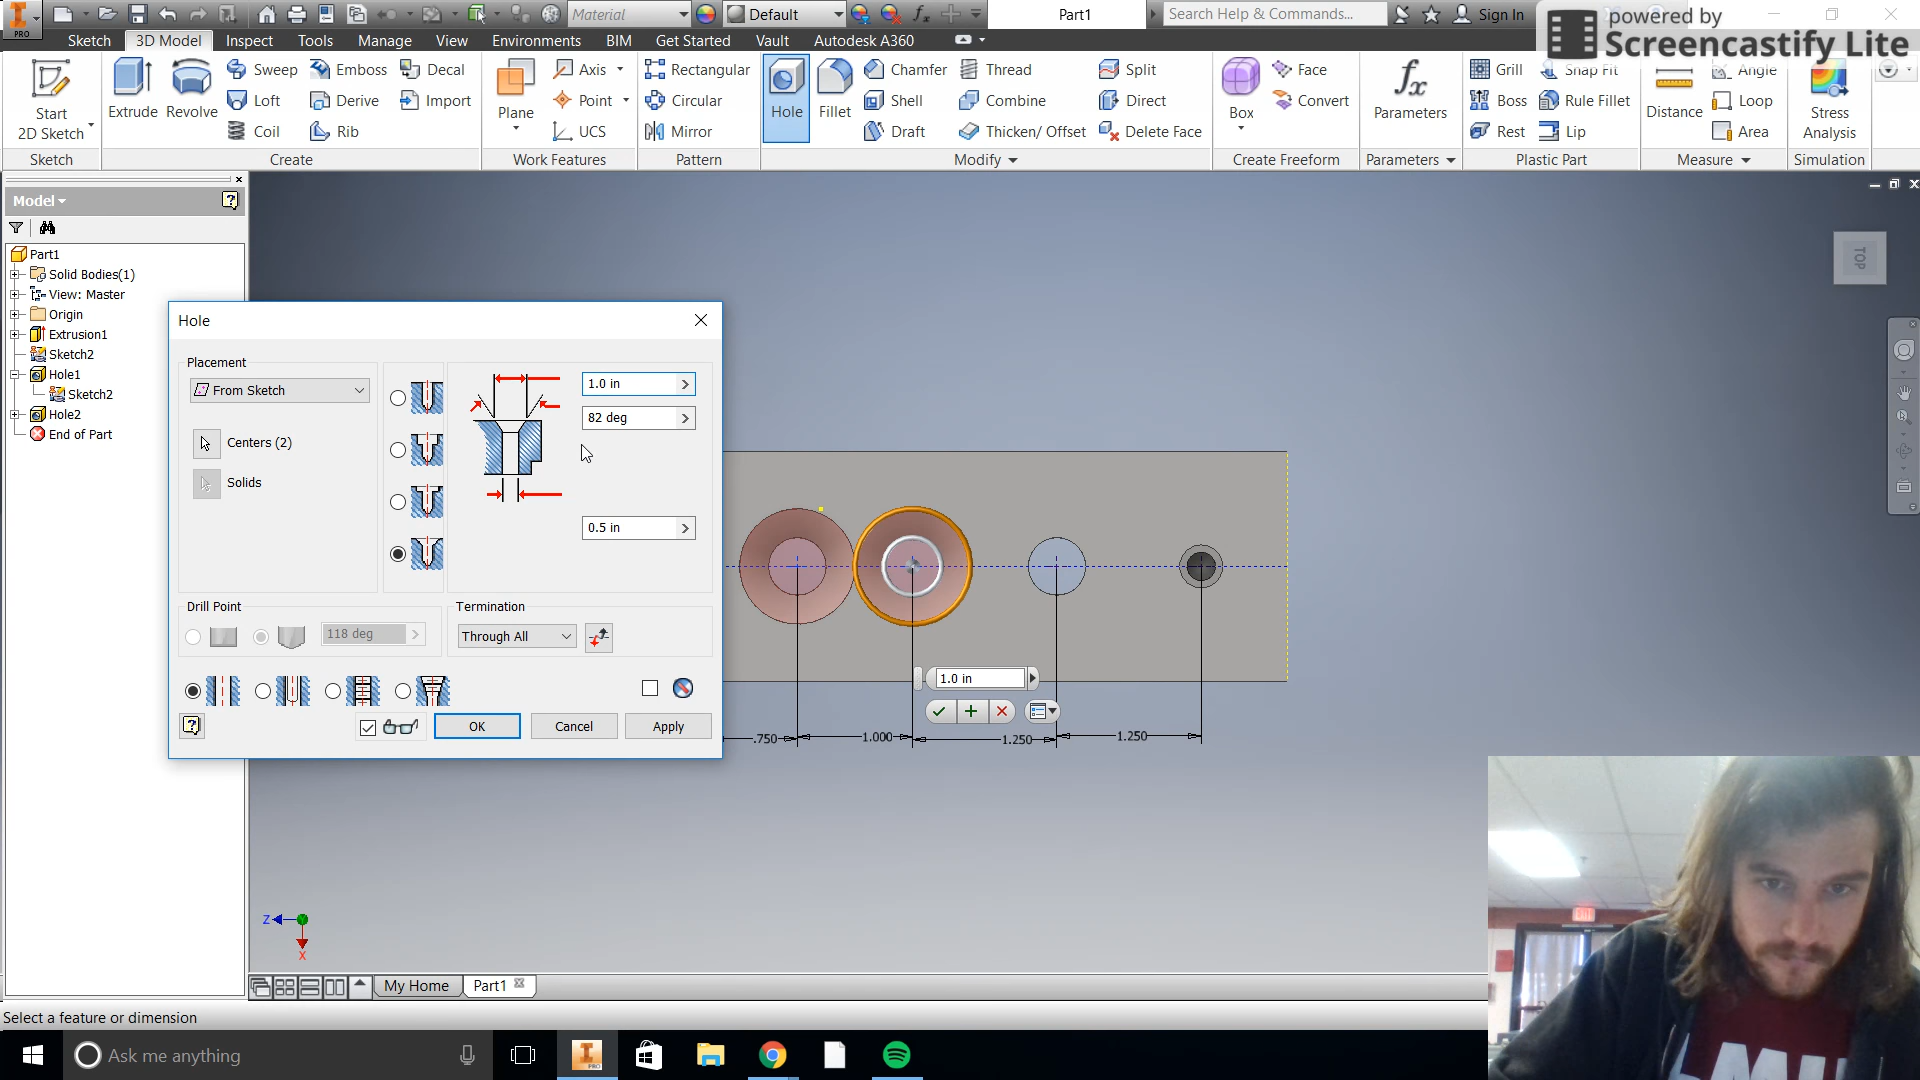 PRO
Material
Default
Part1
Search Help & Commands...
Sign In
powered by
Screencastify Lite
Sketch
3D Model
Inspect
Tools
Manage
View
Environments
BIM
Get Started
Vault
Autodesk A360
Start
2D Sketch
Extrude
Revolve
Sweep
Loft
Coil
Emboss
Derive
Rib
Decal
Import
Plane
Axis
Point
UCS
Rectangular
Circular
Mirror
Hole
Fillet
Chamfer
Shell
Draft
Thread
Combine
Thicken/ Offset
Split
Direct
Delete Face
Box
Face
Convert
fx
Parameters
Grill
Boss
Rest
Snap Fit
Rule Fillet
Lip
Distance
Angle
Loop
Area
Stress
Analysis
Sketch
Create
Work Features
Pattern
Modify
Create Freeform
Parameters
Plastic Part
Measure
Simulation
Model
Part1
Solid Bodies(1)
View: Master
Origin
Extrusion1
Sketch2
Hole1
Sketch2
Hole2
End of Part
Hole
Placement
From Sketch
Centers (2)
Solids
1.0 in
82 deg
0.5 in
Drill Point
118 deg
Termination
Through All
OK
Cancel
Apply
TOP
1.0 in
.750
1.000
1.250
1.250
Z
X
My Home
Part1
Select a feature or dimension
Ask me anything
PRO